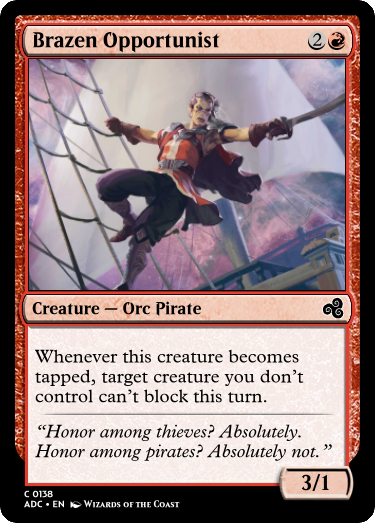 Brazen Opportunist 2
Creature — Orc Pirate
Whenever this creature becomes
tapped, target creature you don’t
control can’t block this turn.
“Honor among thieves? Absolutely.
Honor among pirates? Absolutely not.”
3/1
C 0138
ADC • EN Wizards of the Coast